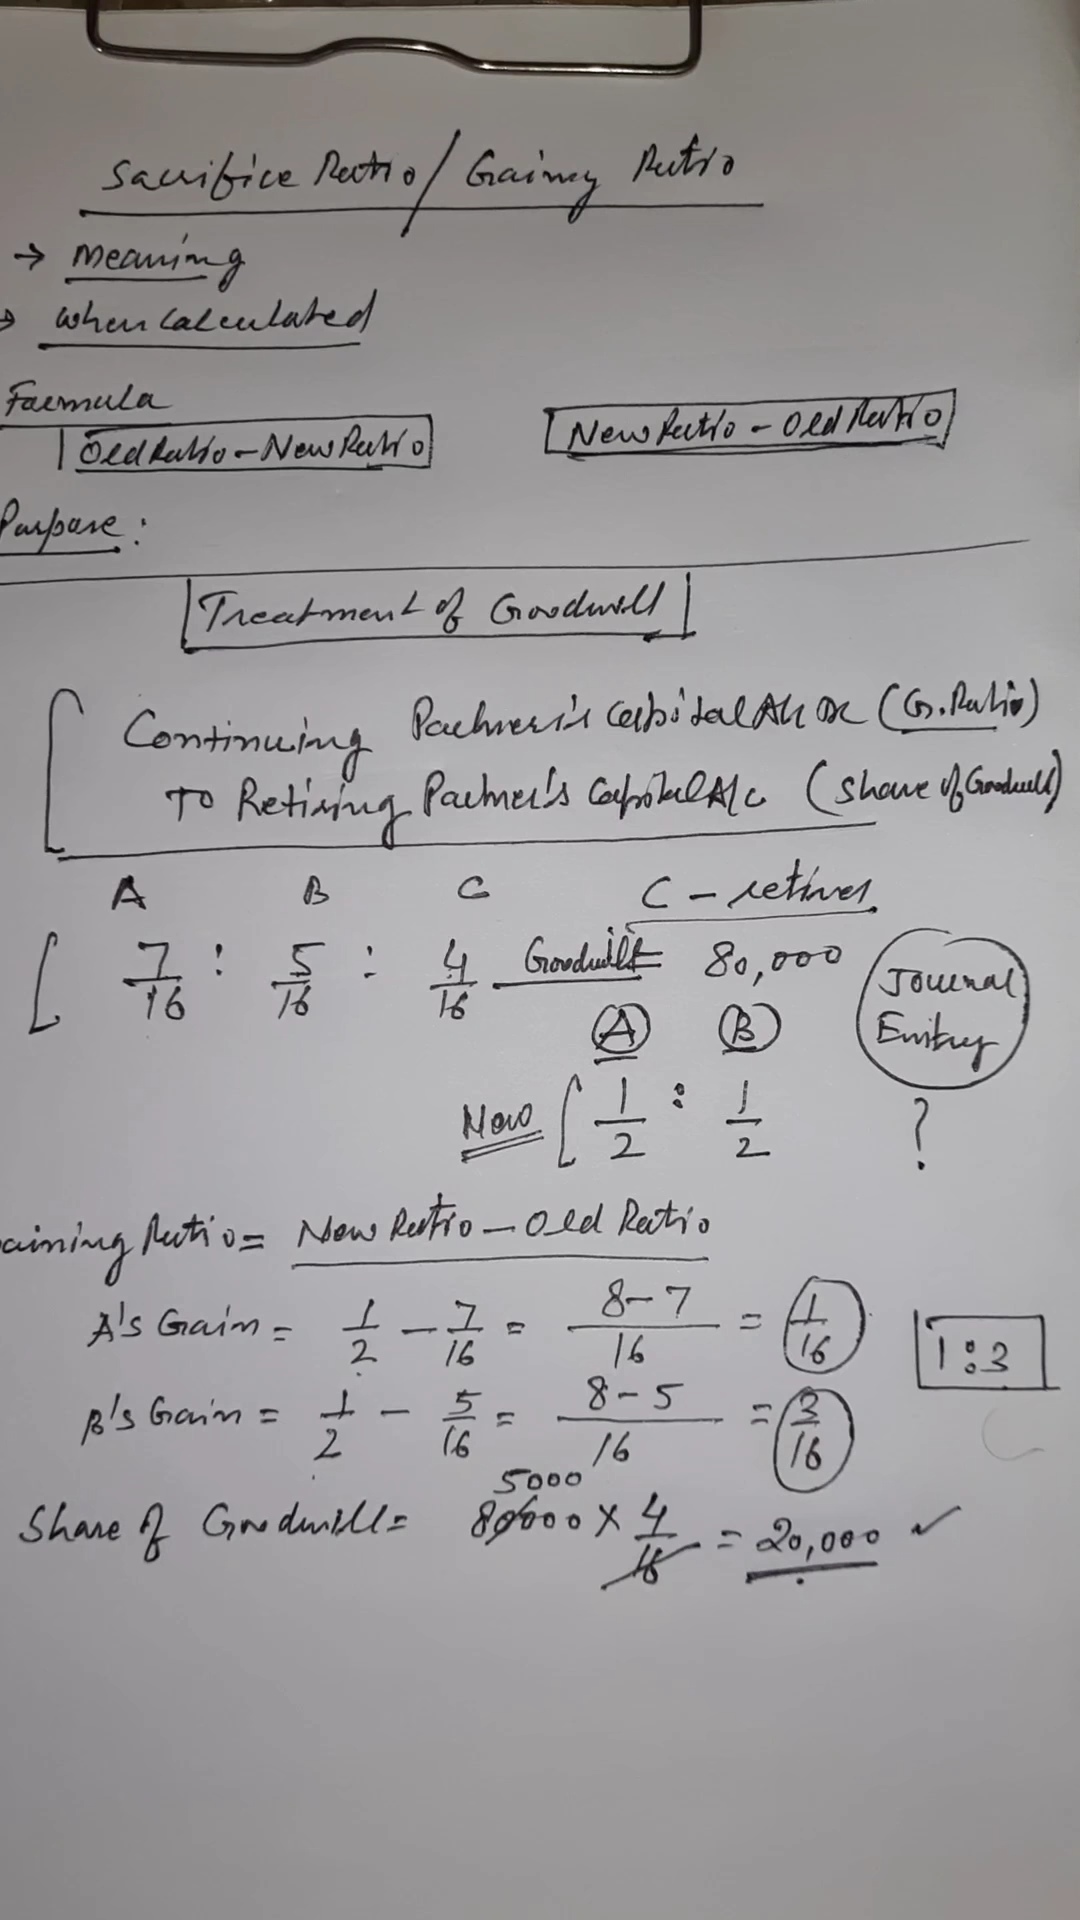 Sacrifice Ratio/Gaining Ratio
→ Meaning
→ when calculated
Formula
Old Ratio - New Ratio
New Ratio - Old Ratio
Purpose :
Treatment of Goodwill
Continuing Partner's Capital A/c Dr (G. Ratio)
To Retiring Partner's Capital A/c (Share of Goodwill)
A B C C - retires
7/16 : 5/16 : 4/16 Goodwill = 80,000
Journal Entry ?
A B
New 1/2 : 1/2
aining Ratio = New Ratio - Old Ratio
A's Gain = 1/2 - 7/16 = 8-7/16 = 1/16
1:3
B's Gain = 1/2 - 5/16 = 8-5/16 = 3/16
5000
Share of Goodwill = 80000 × 4/16 = 20,000 ✓